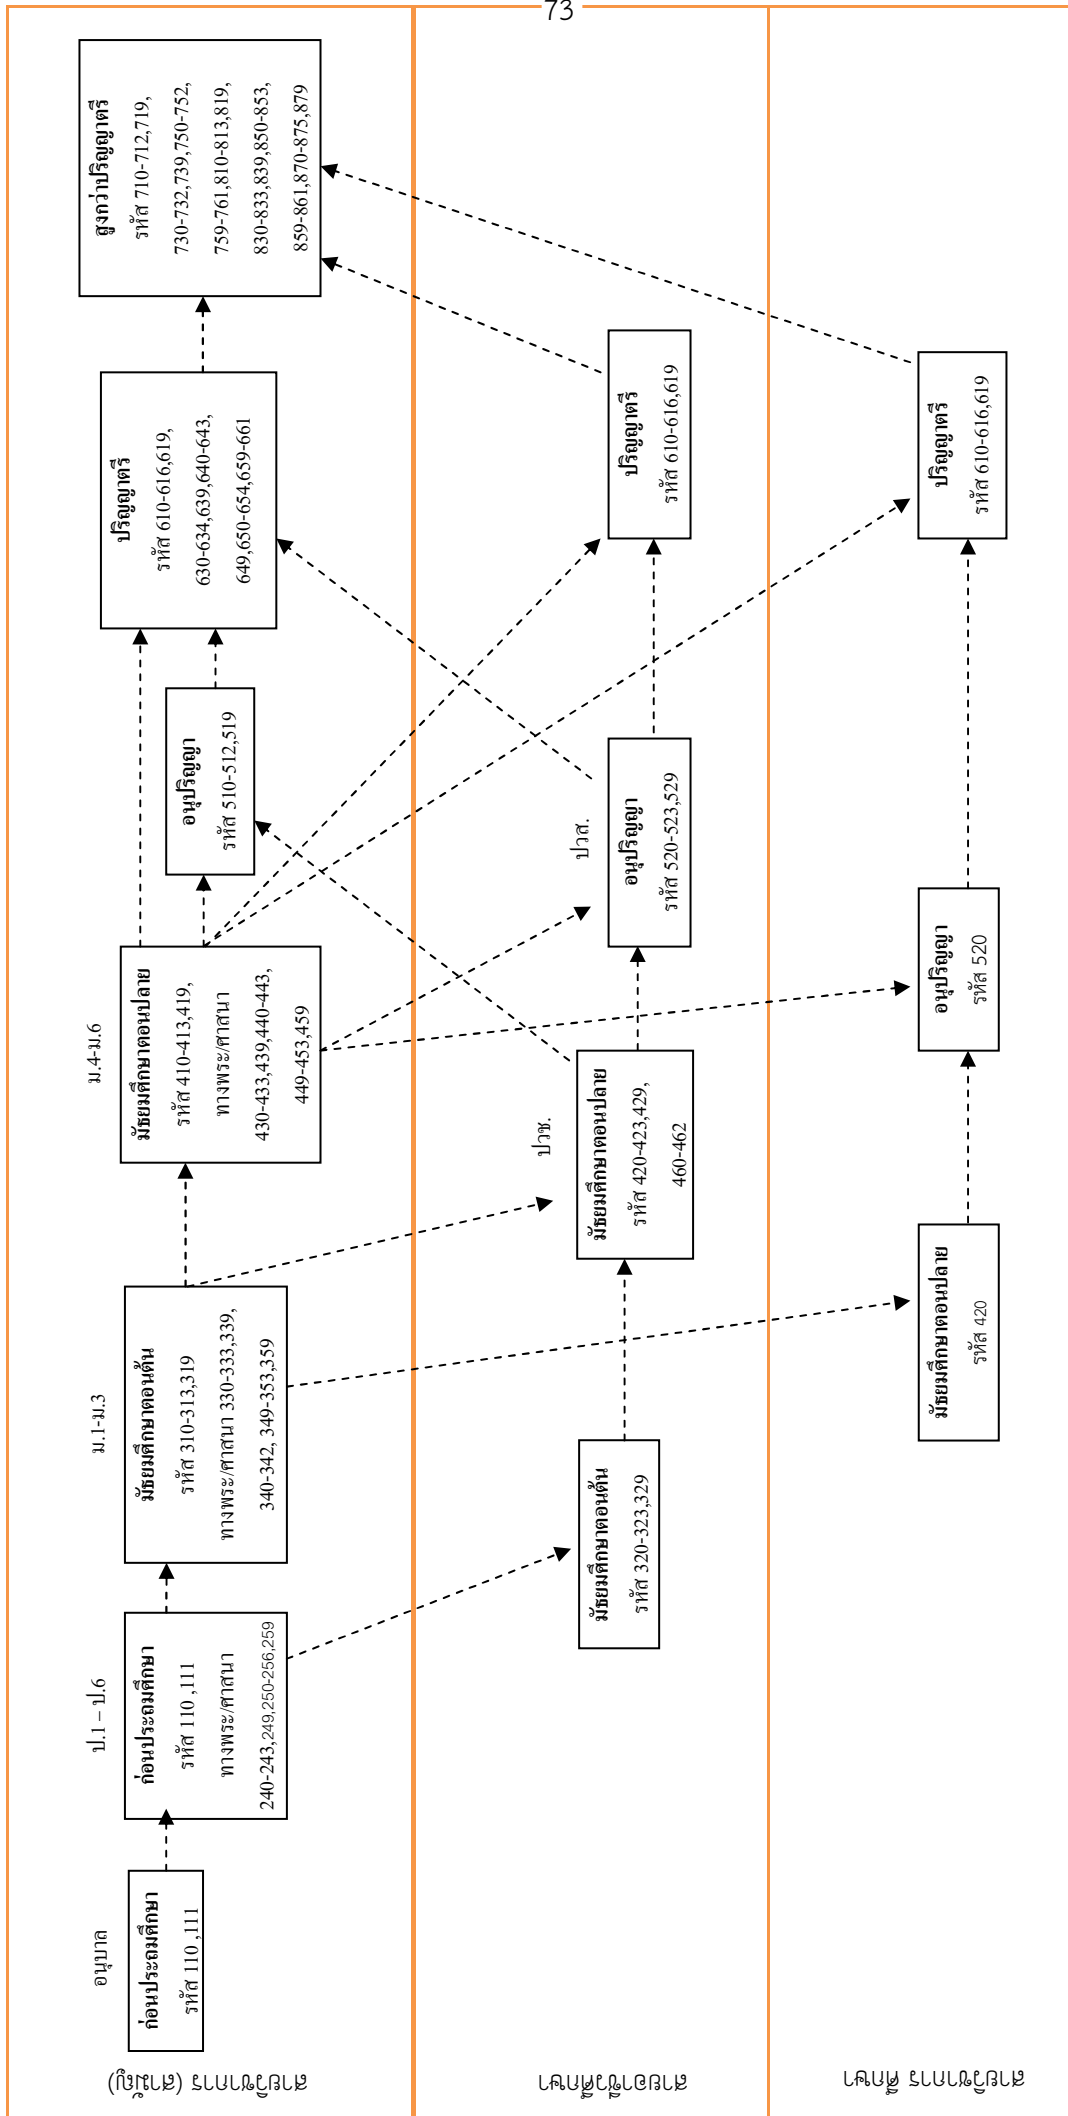 73
สายวิชาการ (สามัญ)
อนุบาล
ก่อนประถมศึกษา
รหัส 110 ,111
ป.1 – ป.6
ก่อนประถมศึกษา
รหัส 110 ,111
ทางพระ/ศาสนา
240-243,249,250-256,259
ม.1-ม.3
มัธยมศึกษาตอนต้น
รหัส 310-313,319
ทางพระ/ศาสนา 330-333,339,
340-342, 349-353,359
ม.4-ม.6
มัธยมศึกษาตอนปลาย
รหัส 410-413,419,
ทางพระ/ศาสนา
430-433,439,440-443,
449-453,459
อนุปริญญา
รหัส 510-512,519
ปริญญาตรี
รหัส 610-616,619,
630-634,639,640-643,
649,650-654,659-661
สูงกว่าปริญญาตรี
รหัส 710-712,719,
730-732,739,750-752,
759-761,810-813,819,
830-833,839,850-853,
859-861,870-875,879
สายอาชีวศึกษา
มัธยมศึกษาตอนต้น
รหัส 320-323,329
ปวช.
มัธยมศึกษาตอนปลาย
รหัส 420-423,429,
460-462
ปวส.
อนุปริญญา
รหัส 520-523,529
ปริญญาตรี
รหัส 610-616,619
สายวิชาการ ศึกษา
มัธยมศึกษาตอนปลาย
รหัส 420
อนุปริญญา
รหัส 520
ปริญญาตรี
รหัส 610-616,619